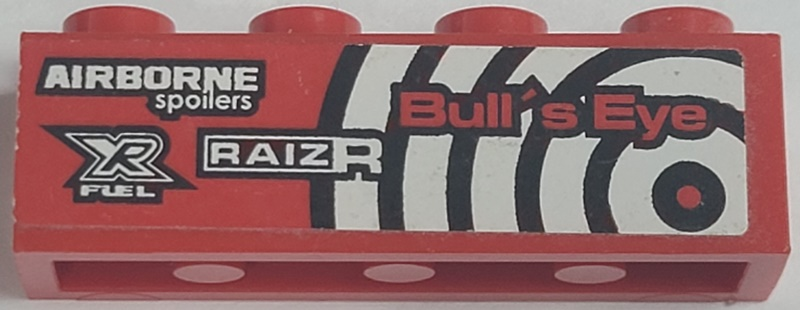 AIRBORNE
spoilers
XR
FUEL
RAIZR
Bull´s Eye